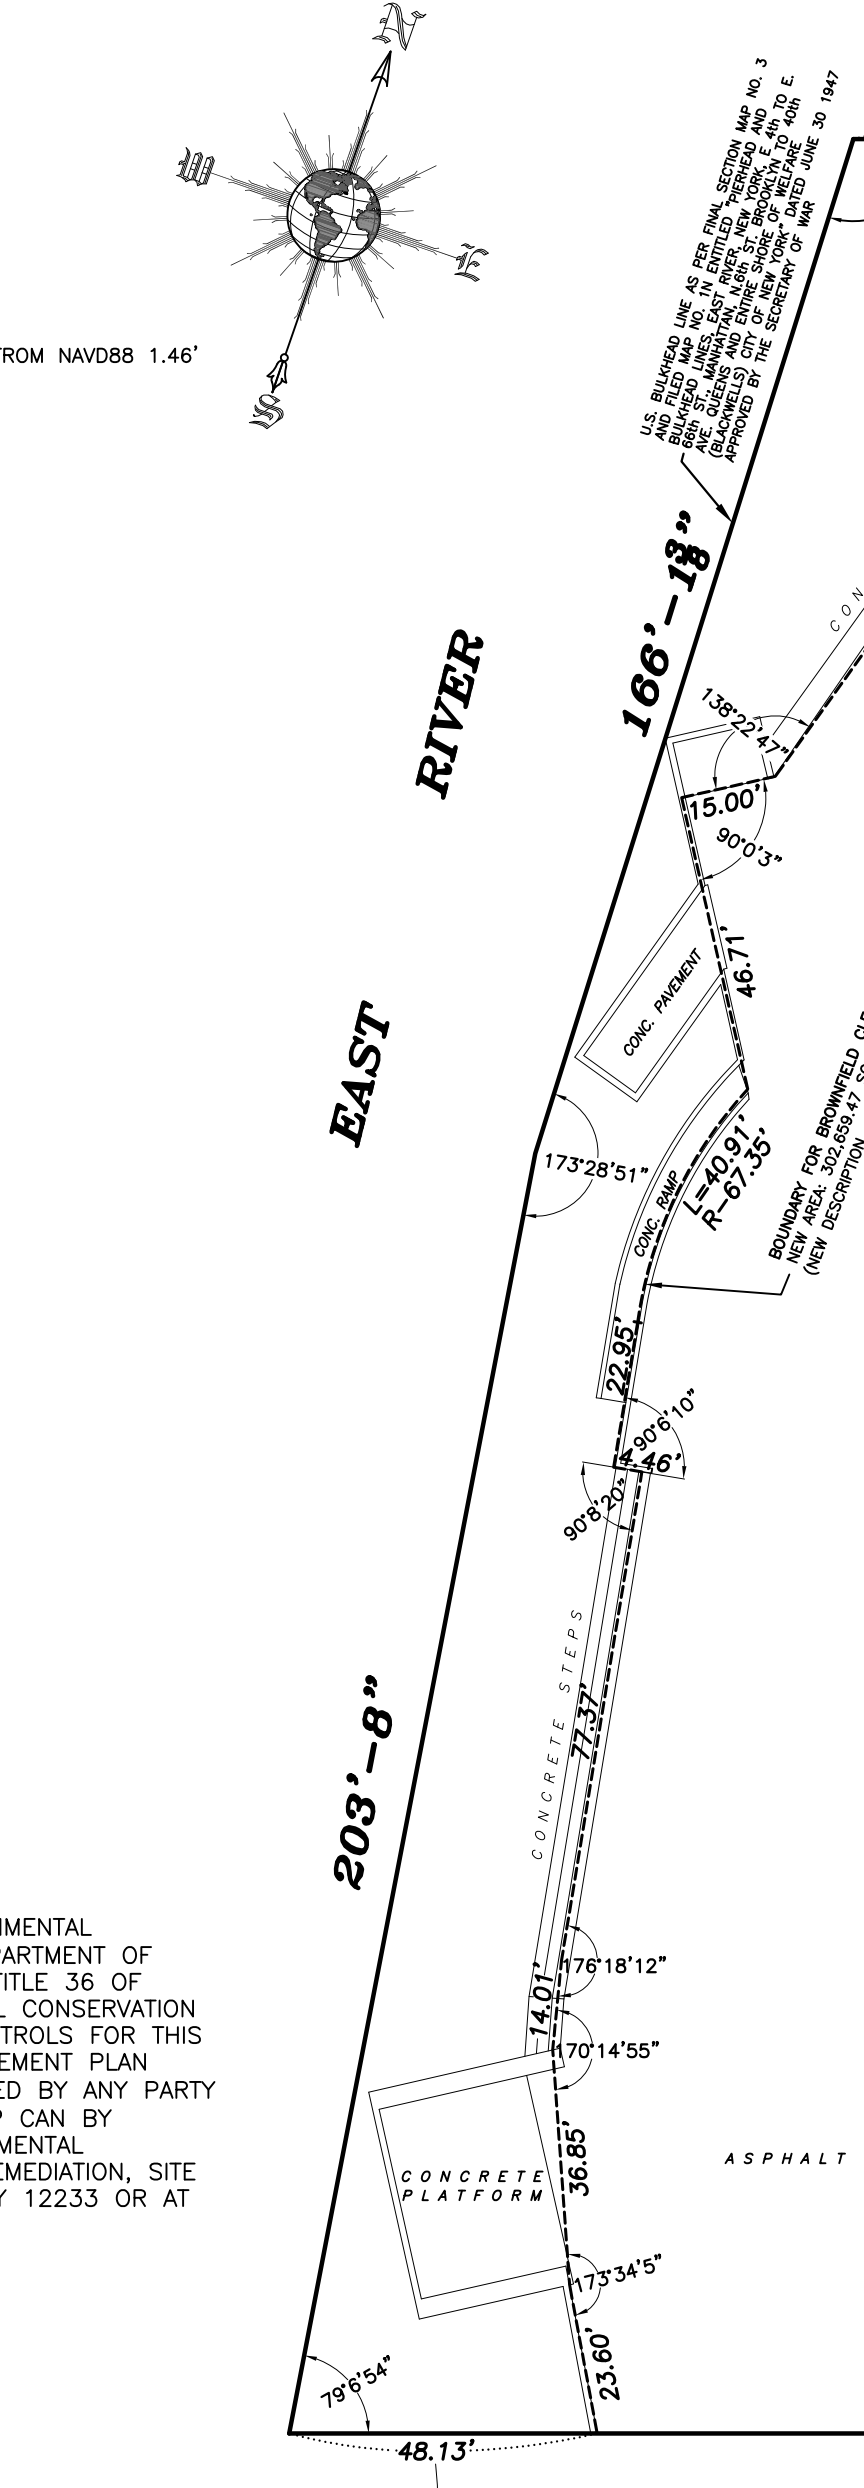 N
W
E
S
FROM NAVD88 1.46'
U.S. BULKHEAD LINE AS PER FINAL SECTION MAP NO. 3
AND FILED MAP NO. 1N ENTITLED "PIERHEAD AND
BULKHEAD LINES, EAST RIVER, NEW YORK, E 4th TO E.
66th ST., MANHATTAN, N.6th ST. BROOKLYN TO 40th
AVE. QUEENS AND ENTIRE SHORE OF WELFARE
(BLACKWELLS) CITY OF NEW YORK" DATED JUNE 30 1947
APPROVED BY THE SECRETARY OF WAR
166'-1 3/8"
CON
EAST RIVER
138°22'47"
15.00'
90°0'3"
46.71'
CONC. PAVEMENT
173°28'51"
CONC. RAMP
L=40.91'
R-67.35'
BOUNDARY FOR BROWNFIELD
NEW AREA: 302,659.47
(NEW DESCRIPTION
22.95'
90°6'10"
4.46'
90°8'20"
CONCRETE STEPS
77.37'
203'-8"
NMENTAL
PARTMENT OF
TITLE 36 OF
L CONSERVATION
TROLS FOR THIS
EMENT PLAN
ED BY ANY PARTY
P CAN BY
MENTAL
EMEDIATION, SITE
Y 12233 OR AT
176°18'12"
14.01'
170°14'55"
36.85'
ASPHALT
CONCRETE
PLATFORM
173°34'5"
23.60'
79°6'54"
48.13'